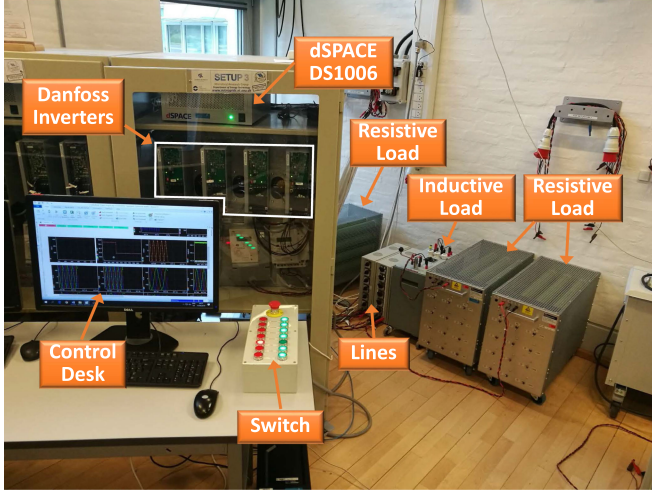 dSPACE
DS1006
SETUP 3
Danfoss
Inverters
dSPACE
Resistive
Load
Inductive
Load
Resistive
Load
DELL
Control
Desk
Lines
Switch